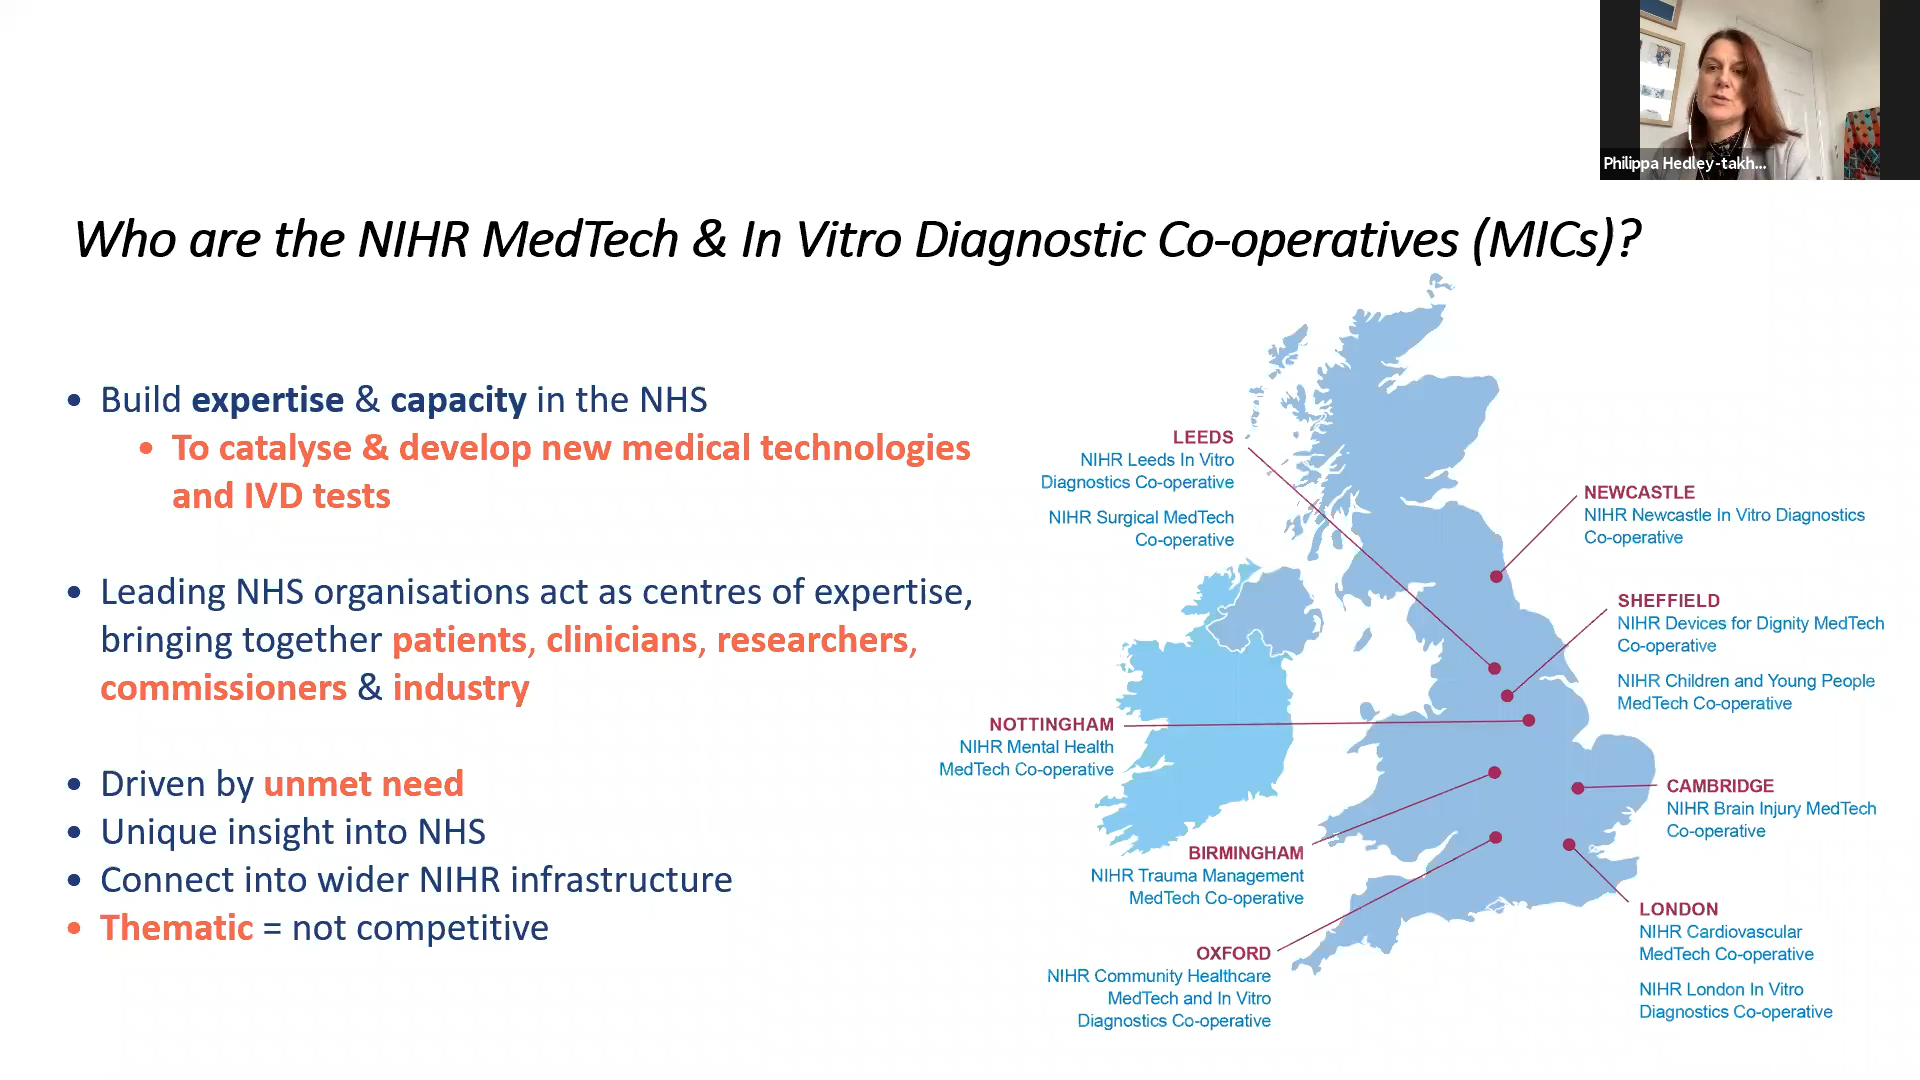 Philippa Hedley-takh...
Who are the NIHR MedTech & In Vitro Diagnostic Co-operatives (MICs)?
• Build expertise & capacity in the NHS
• To catalyse & develop new medical technologies
and IVD tests
• Leading NHS organisations act as centres of expertise,
bringing together patients, clinicians, researchers,
commissioners & industry
• Driven by unmet need
• Unique insight into NHS
• Connect into wider NIHR infrastructure
• Thematic = not competitive
LEEDS
NIHR Leeds In Vitro
Diagnostics Co-operative
NIHR Surgical MedTech
Co-operative
NEWCASTLE
NIHR Newcastle In Vitro Diagnostics
Co-operative
SHEFFIELD
NIHR Devices for Dignity MedTech
Co-operative
NIHR Children and Young People
MedTech Co-operative
NOTTINGHAM
NIHR Mental Health
MedTech Co-operative
CAMBRIDGE
NIHR Brain Injury MedTech
Co-operative
BIRMINGHAM
NIHR Trauma Management
MedTech Co-operative
LONDON
NIHR Cardiovascular
MedTech Co-operative
NIHR London In Vitro
Diagnostics Co-operative
OXFORD
NIHR Community Healthcare
MedTech and In Vitro
Diagnostics Co-operative